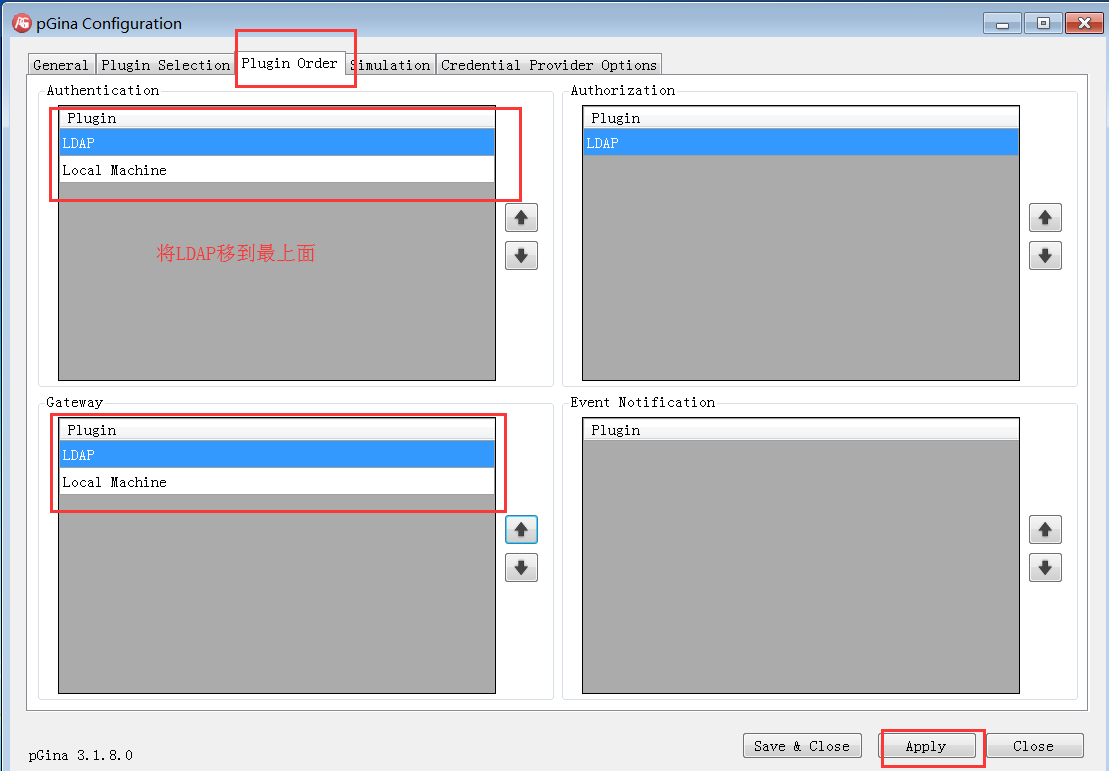 pGina Configuration
General Plugin Selection Plugin Order Simulation Credential Provider Options
Authentication
Plugin
LDAP
Local Machine
将LDAP移到最上面
Authorization
Plugin
LDAP
Gateway
Plugin
LDAP
Local Machine
Event Notification
Plugin
pGina 3.1.8.0
Save & Close Apply Close